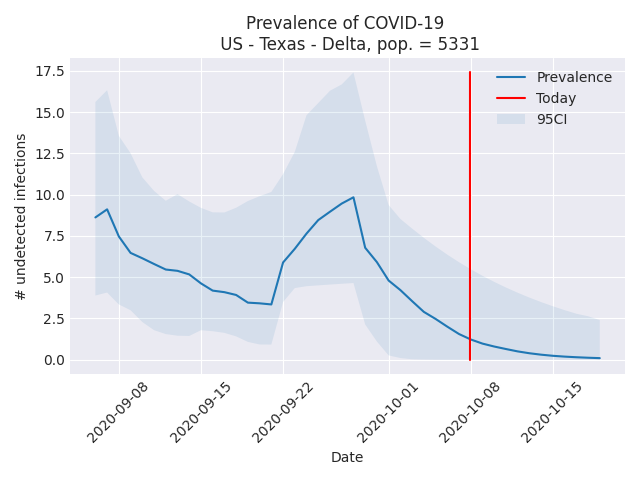 Prevalence of COVID-19
US - Texas - Delta, pop. = 5331
17.5
15.0
12.5
10.0
7.5
5.0
2.5
0.0
# undetected infections
Prevalence
Today
95CI
2020-09-08
2020-09-15
2020-09-22
2020-10-01
2020-10-08
2020-10-15
Date